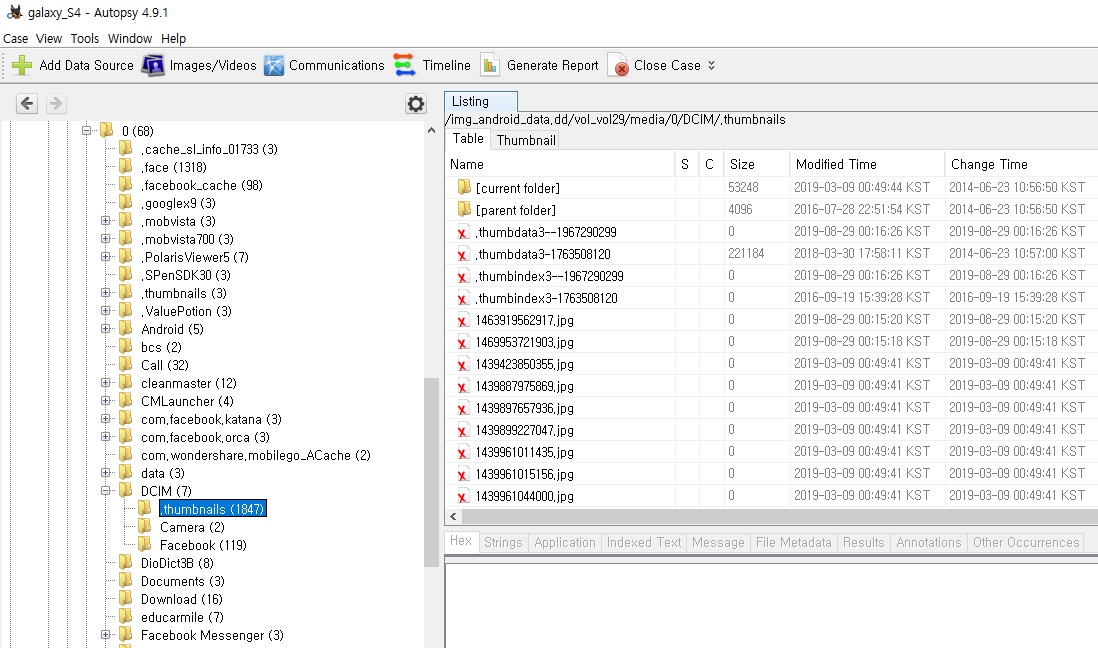 galaxy_S4 - Autopsy 4.9.1
Case View Tools Window Help
Add Data Source Images/Videos Communications Timeline Generate Report Close Case
Listing
/img_android_data.dd/vol_vol29/media/0/DCIM/.thumbnails
Table Thumbnail
Name S C Size Modified Time Change Time
[current folder] 53248 2019-03-09 00:49:44 KST 2014-06-23 10:56:50 KST
[parent folder] 4096 2016-07-28 22:51:54 KST 2014-06-23 10:56:50 KST
.thumbdata3--1967290299 0 2019-08-29 00:16:26 KST 2019-08-29 00:16:26 KST
.thumbdata3-1763508120 221184 2018-03-30 17:58:11 KST 2014-06-23 10:57:00 KST
.thumbindex3--1967290299 0 2019-08-29 00:16:26 KST 2019-08-29 00:16:26 KST
.thumbindex3-1763508120 0 2016-09-19 15:39:28 KST 2016-09-19 15:39:28 KST
1463919562917.jpg 0 2019-08-29 00:15:20 KST 2019-08-29 00:15:20 KST
1469953721903.jpg 0 2019-08-29 00:15:18 KST 2019-08-29 00:15:18 KST
1439423850355.jpg 0 2019-03-09 00:49:41 KST 2019-03-09 00:49:41 KST
1439887975869.jpg 0 2019-03-09 00:49:41 KST 2019-03-09 00:49:41 KST
1439897657936.jpg 0 2019-03-09 00:49:41 KST 2019-03-09 00:49:41 KST
1439899227047.jpg 0 2019-03-09 00:49:41 KST 2019-03-09 00:49:41 KST
1439961011435.jpg 0 2019-03-09 00:49:41 KST 2019-03-09 00:49:41 KST
1439961015156.jpg 0 2019-03-09 00:49:41 KST 2019-03-09 00:49:41 KST
1439961044000.jpg 0 2019-03-09 00:49:41 KST 2019-03-09 00:49:41 KST
Hex Strings Application Indexed Text Message File Metadata Results Annotations Other Occurrences
0 (68)
.cache_sl_info_01733 (3)
.face (1318)
.facebook_cache (98)
.googlex9 (3)
.mobvista (3)
.mobvista700 (3)
.PolarisViewer5 (7)
.SPenSDK30 (3)
.thumbnails (3)
.ValuePotion (3)
Android (5)
bcs (2)
Call (32)
cleanmaster (12)
CMLauncher (4)
com.facebook.katana (3)
com.facebook.orca (3)
com.wondershare.mobilego_ACache (2)
data (3)
DCIM (7)
.thumbnails (1847)
Camera (2)
Facebook (119)
DioDict3B (8)
Documents (3)
Download (16)
educarmile (7)
Facebook Messenger (3)